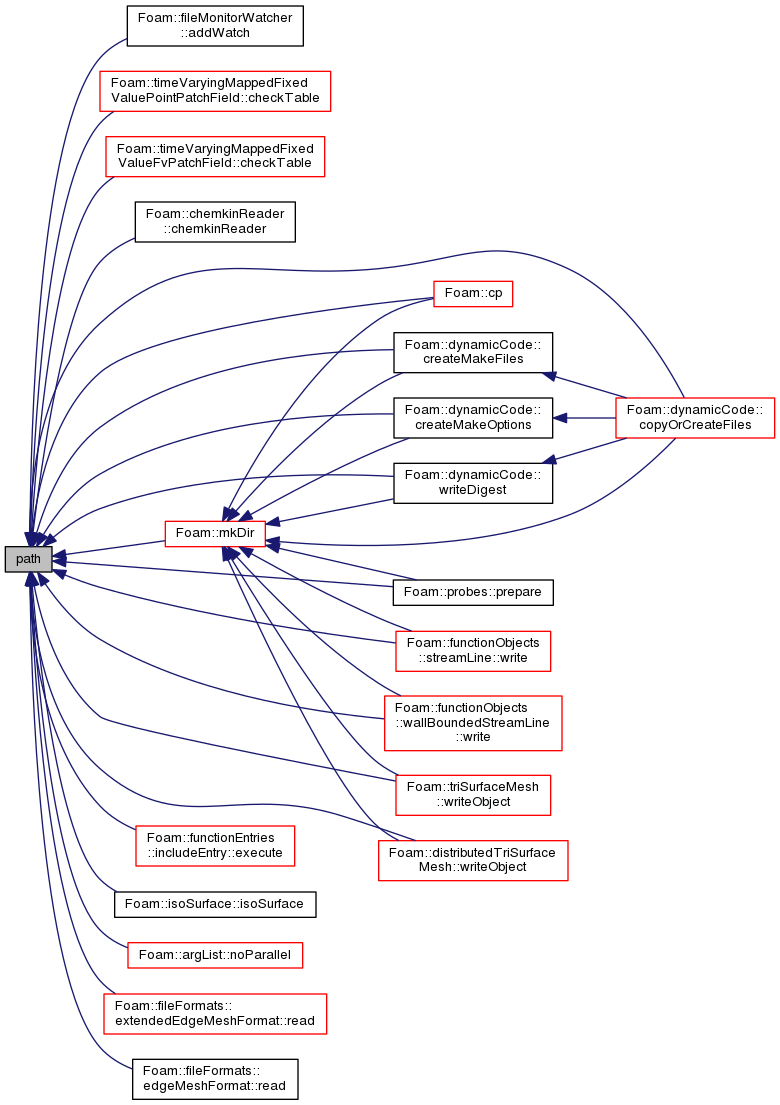 Foam::fileMonitorWatcher
::addWatch
Foam::timeVaryingMappedFixed
ValuePointPatchField::checkTable
Foam::timeVaryingMappedFixed
ValueFvPatchField::checkTable
Foam::chemkinReader
::chemkinReader
Foam::cp
Foam::dynamicCode::
createMakeFiles
Foam::dynamicCode::
createMakeOptions
Foam::dynamicCode::
copyOrCreateFiles
Foam::dynamicCode::
writeDigest
Foam::mkDir
path
Foam::probes::prepare
Foam::functionObjects
::streamLine::write
Foam::functionObjects
::wallBoundedStreamLine
::write
Foam::triSurfaceMesh
::writeObject
Foam::functionEntries
::includeEntry::execute
Foam::distributedTriSurface
Mesh::writeObject
Foam::isoSurface::isoSurface
Foam::argList::noParallel
Foam::fileFormats::
extendedEdgeMeshFormat::read
Foam::fileFormats::
edgeMeshFormat::read